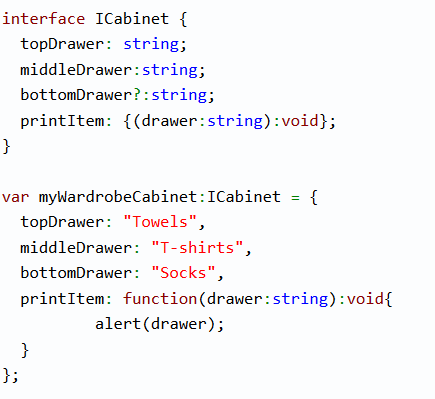 interface ICabinet {
  topDrawer: string;
  middleDrawer:string;
  bottomDrawer?:string;
  printItem: {(drawer:string):void};
}

var myWardrobeCabinet:ICabinet = {
  topDrawer: "Towels",
  middleDrawer: "T-shirts",
  bottomDrawer: "Socks",
  printItem: function(drawer:string):void{
          alert(drawer);
  }
};